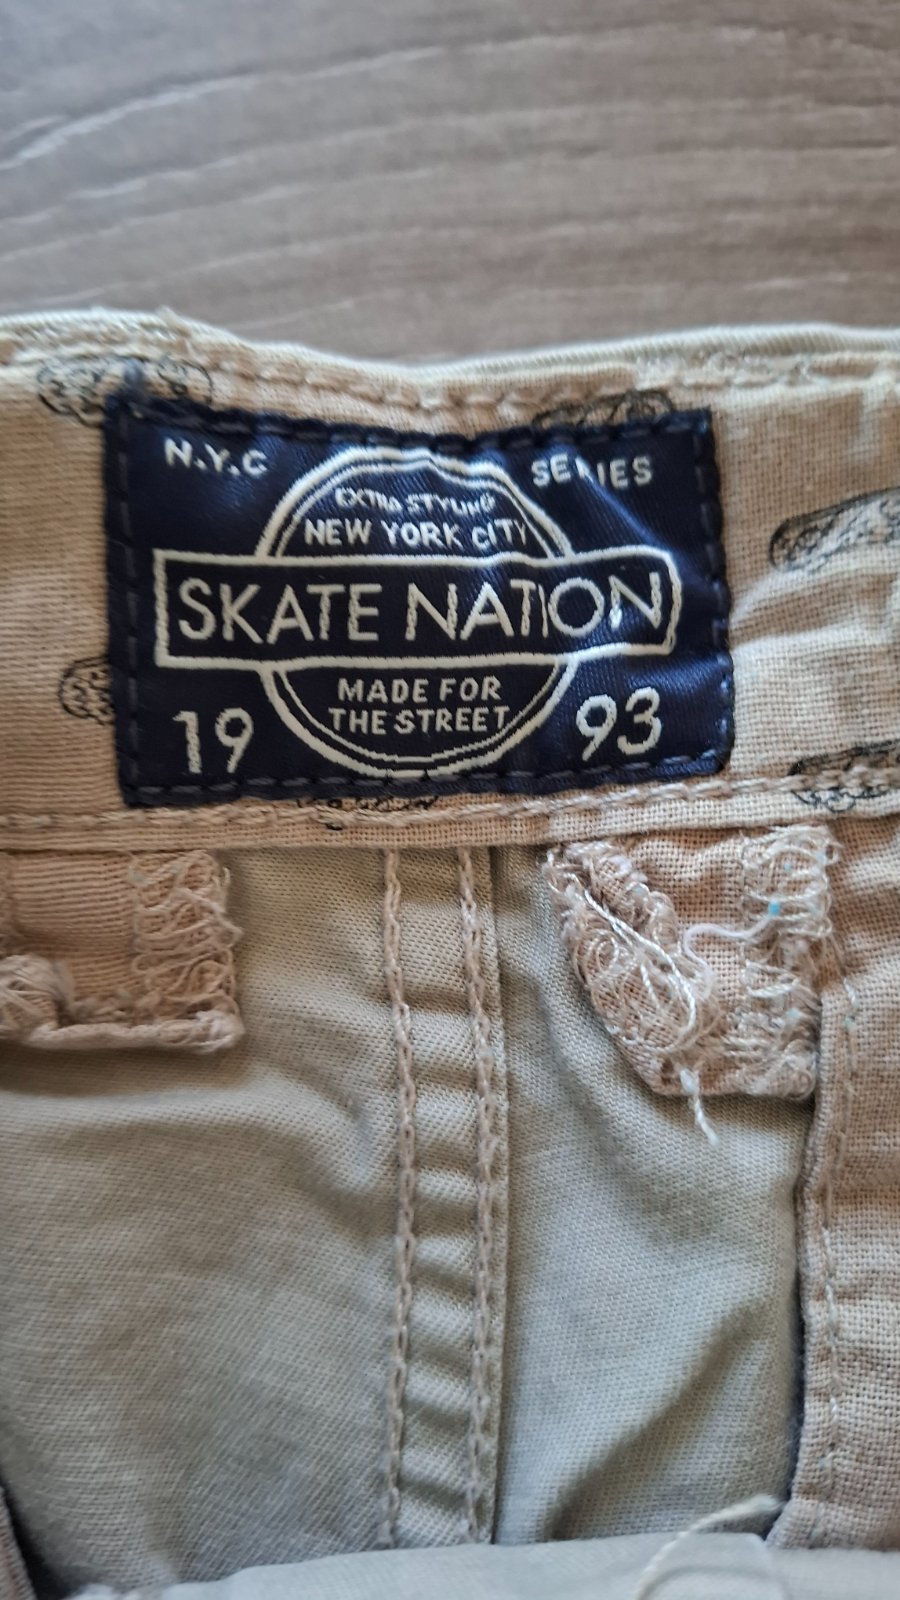 N.Y.C SERIES
EXTRA STYLING
NEW YORK CITY
SKATE NATION
MADE FOR
THE STREET
19 93